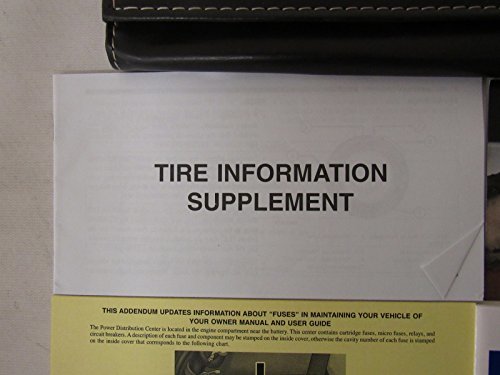 TIRE INFORMATION
SUPPLEMENT
THIS ADDENDUM UPDATES INFORMATION ABOUT "FUSES" IN MAINTAINING YOUR VEHICLE OF
YOUR OWNER MANUAL AND USER GUIDE
The Power Distribution Center is located in the engine compartment near the battery. This center contains cartridge fuses, micro fuses, relays, and
circuit breakers. A description of each fuse and component may be stamped on the inside cover, otherwise the cavity number of each fuse is stamped
on the inside cover that corresponds to the following chart.